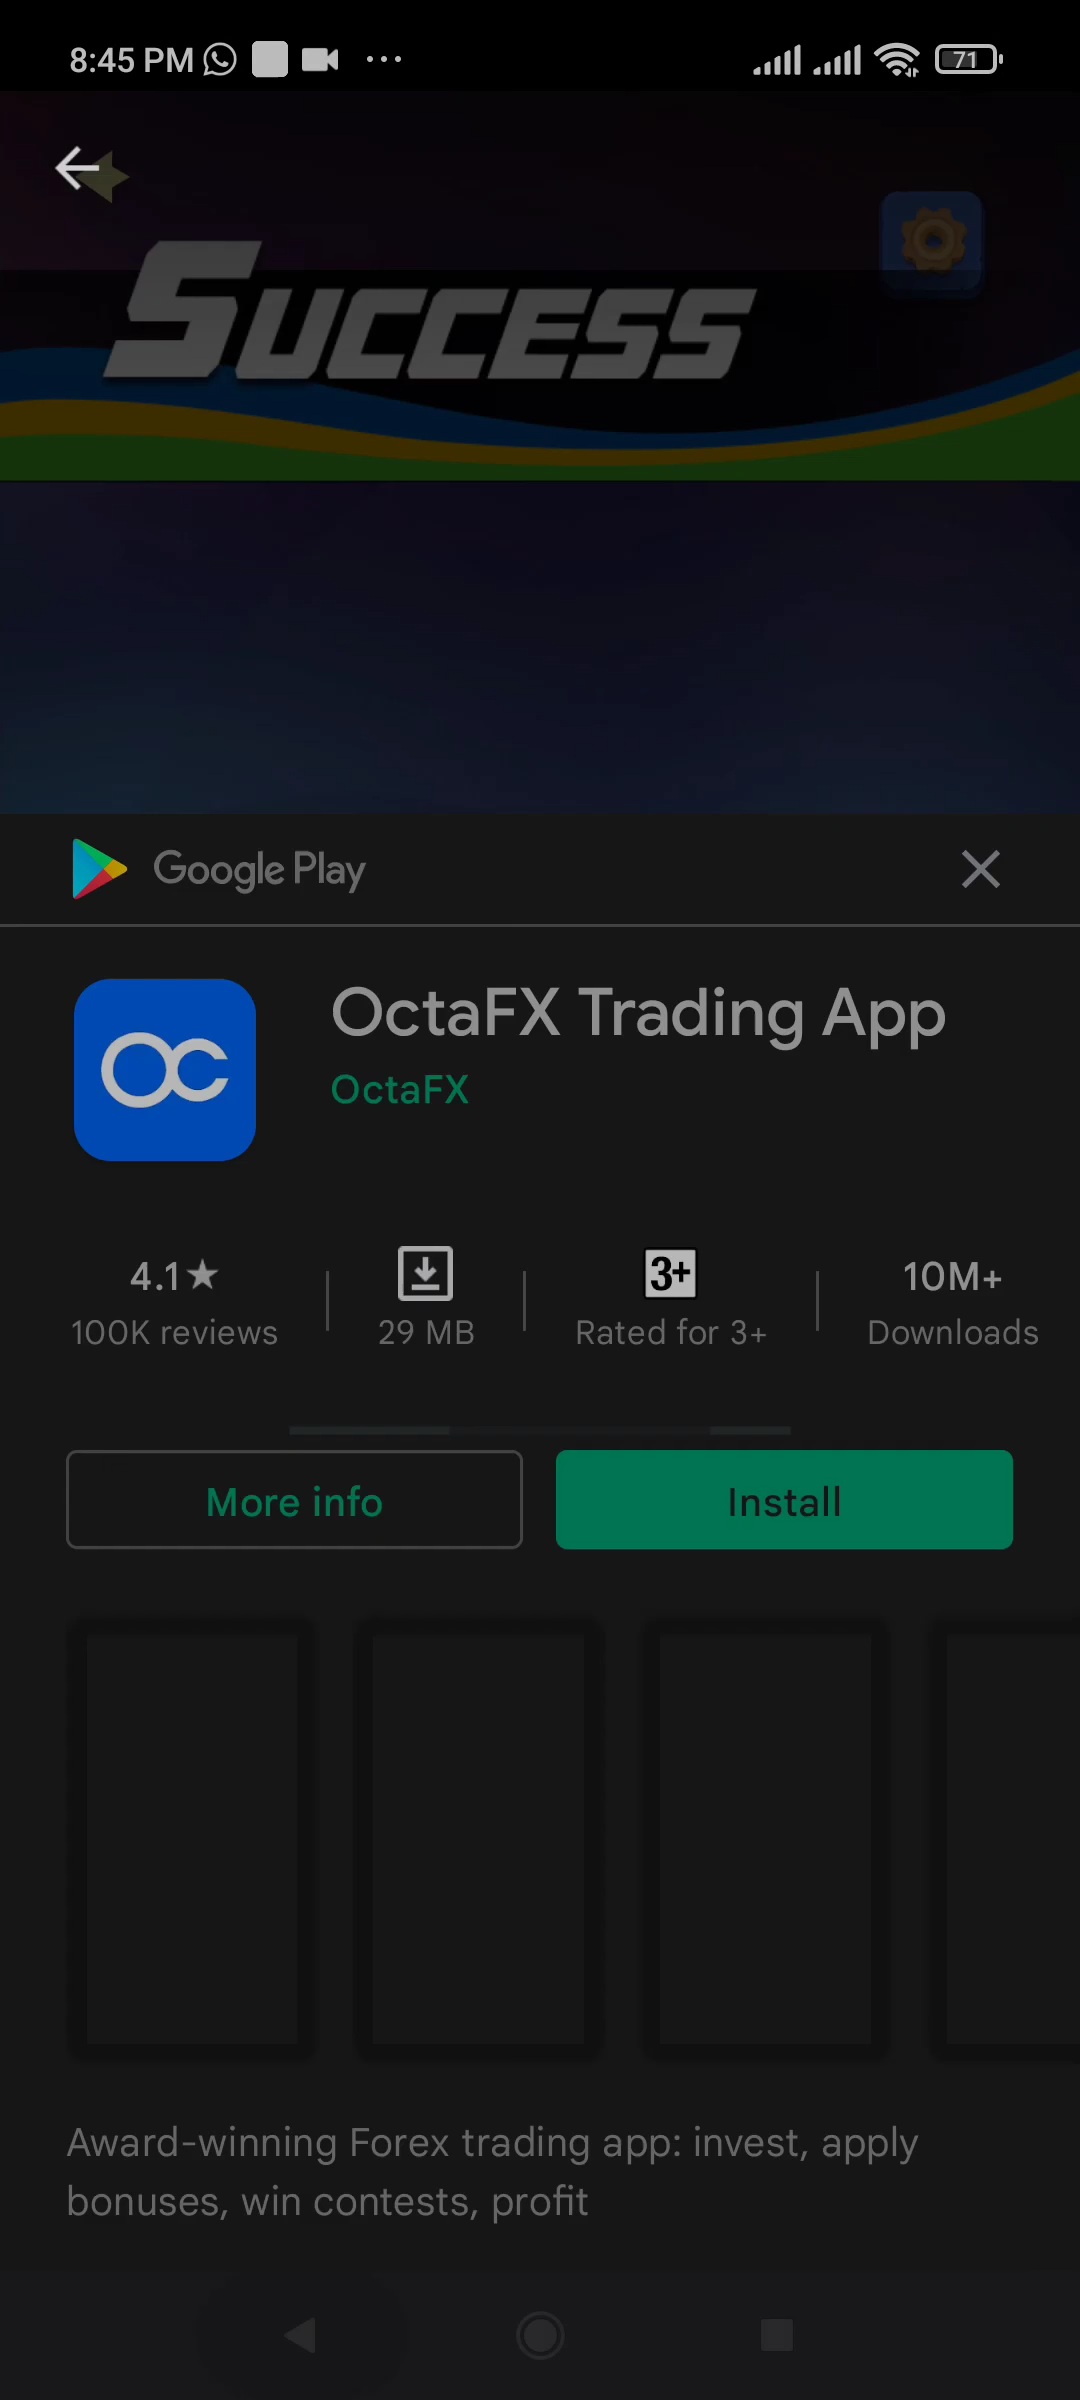 8:45 PM
71
SUCCESS
Google Play
OctaFX Trading App
OctaFX
4.1★
100K reviews
29 MB
3+
Rated for 3+
10M+
Downloads
More info
Install
Award-winning Forex trading app: invest, apply
bonuses, win contests, profit